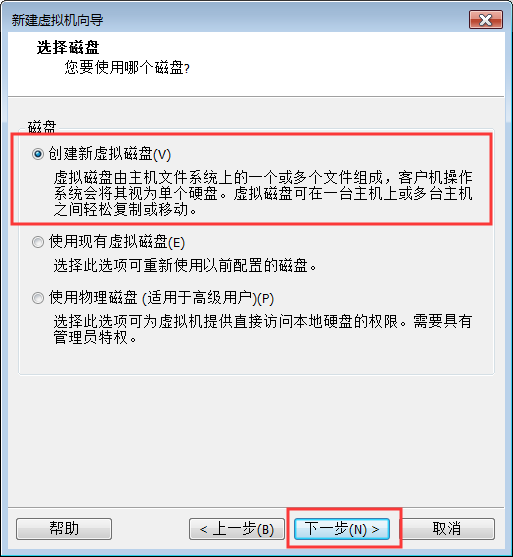 新建虚拟机向导
选择磁盘
您要使用哪个磁盘?
磁盘
创建新虚拟磁盘(V)
虚拟磁盘由主机文件系统上的一个或多个文件组成，客户机操作
系统会将其视为单个硬盘。虚拟磁盘可在一台主机上或多台主机
之间轻松复制或移动。
使用现有虚拟磁盘(E)
选择此选项可重新使用以前配置的磁盘。
使用物理磁盘 (适用于高级用户)(P)
选择此选项可为虚拟机提供直接访问本地硬盘的权限。需要具有
管理员特权。
帮助
< 上一步(B)
下一步(N) >
取消